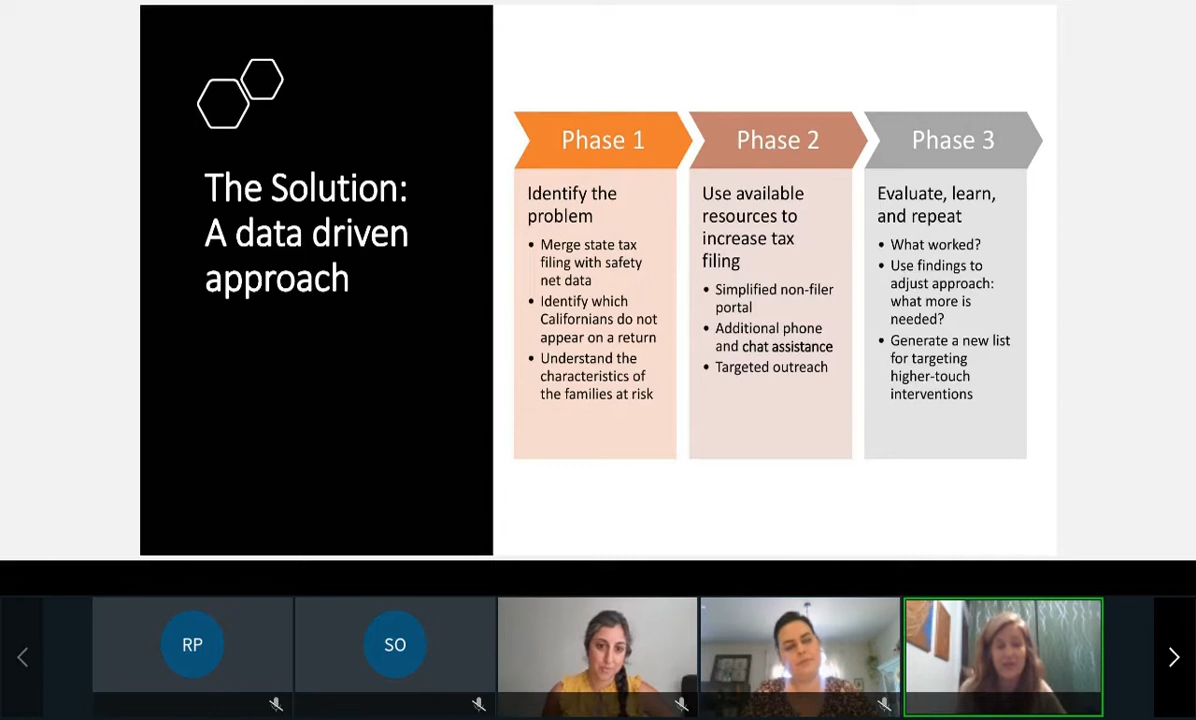 The Solution:
A data driven
approach
Phase 1
Identify the
problem
• Merge state tax
filing with safety
net data
• Identify which
Californians do not
appear on a return
• Understand the
characteristics of
the families at risk
Phase 2
Use available
resources to
increase tax
filing
• Simplified non-filer
portal
• Additional phone
and chat assistance
• Targeted outreach
Phase 3
Evaluate, learn,
and repeat
• What worked?
• Use findings to
adjust approach:
what more is
needed?
• Generate a new list
for targeting
higher-touch
interventions
RP
SO